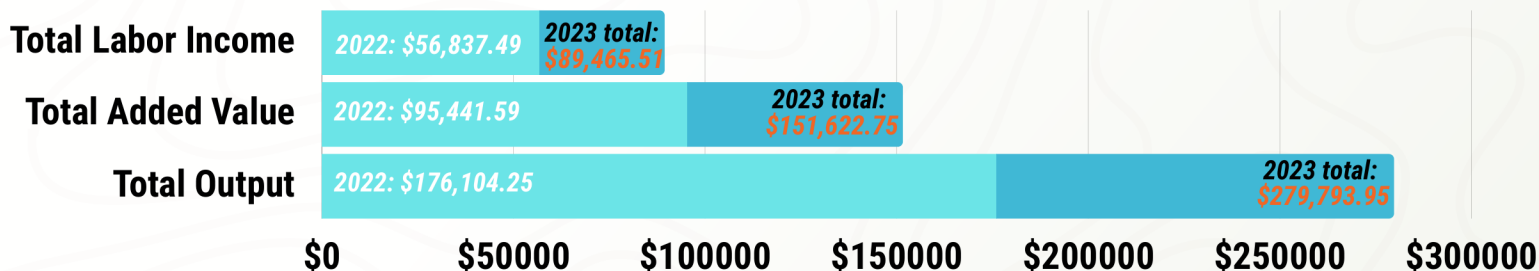 Total Labor Income
2022: $56,837.49
2023 total:
$89,465.51
Total Added Value
2022: $95,441.59
2023 total:
$151,622.75
Total Output
2022: $176,104.25
2023 total:
$279,793.95
$0 $50000 $100000 $150000 $200000 $250000 $300000